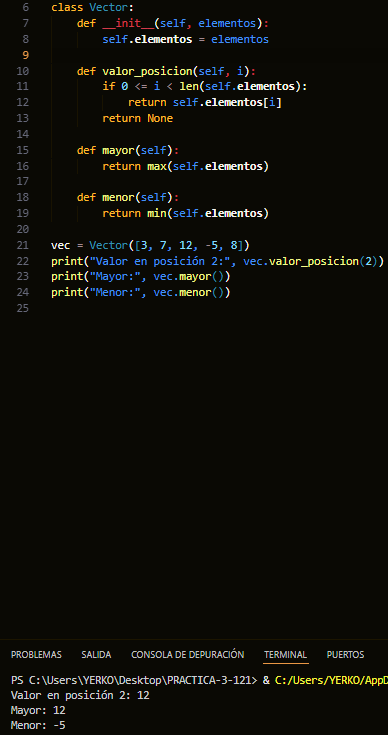 6 class Vector:
7 def __init__(self, elementos):
8 self.elementos = elementos
9
10 def valor_posicion(self, i):
11 if 0 <= i < len(self.elementos):
12 return self.elementos[i]
13 return None
14
15 def mayor(self):
16 return max(self.elementos)
17
18 def menor(self):
19 return min(self.elementos)
20
21 vec = Vector([3, 7, 12, -5, 8])
22 print("Valor en posición 2:", vec.valor_posicion(2))
23 print("Mayor:", vec.mayor())
24 print("Menor:", vec.menor())
25
PROBLEMAS SALIDA CONSOLA DE DEPURACIÓN TERMINAL PUERTOS
PS C:\Users\YERKO\Desktop\PRACTICA-3-121> & C:/Users/YERKO/AppD
Valor en posición 2: 12
Mayor: 12
Menor: -5